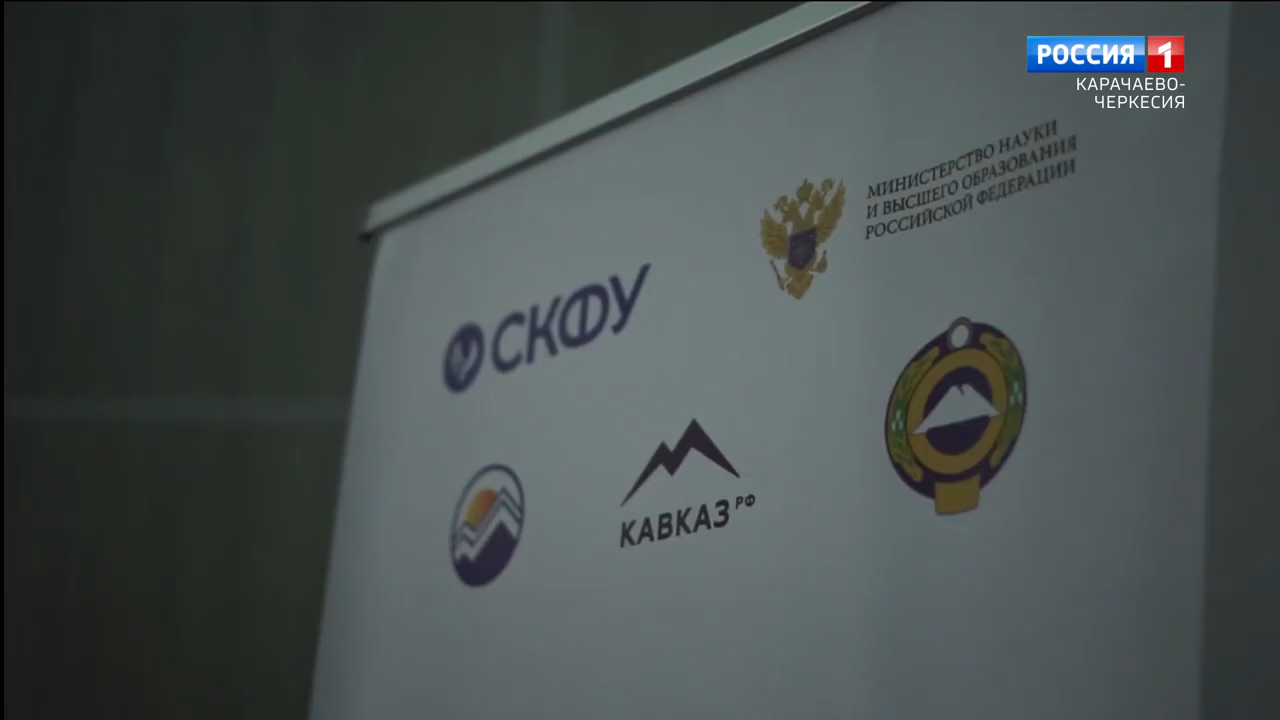 РОССИЯ 1
КАРАЧАЕВО-
ЧЕРКЕСИЯ
МИНИСТЕРСТВО НАУКИ
И ВЫСШЕГО ОБРАЗОВАНИЯ
РОССИЙСКОЙ ФЕДЕРАЦИИ
СКФУ
КАВКАЗ РФ